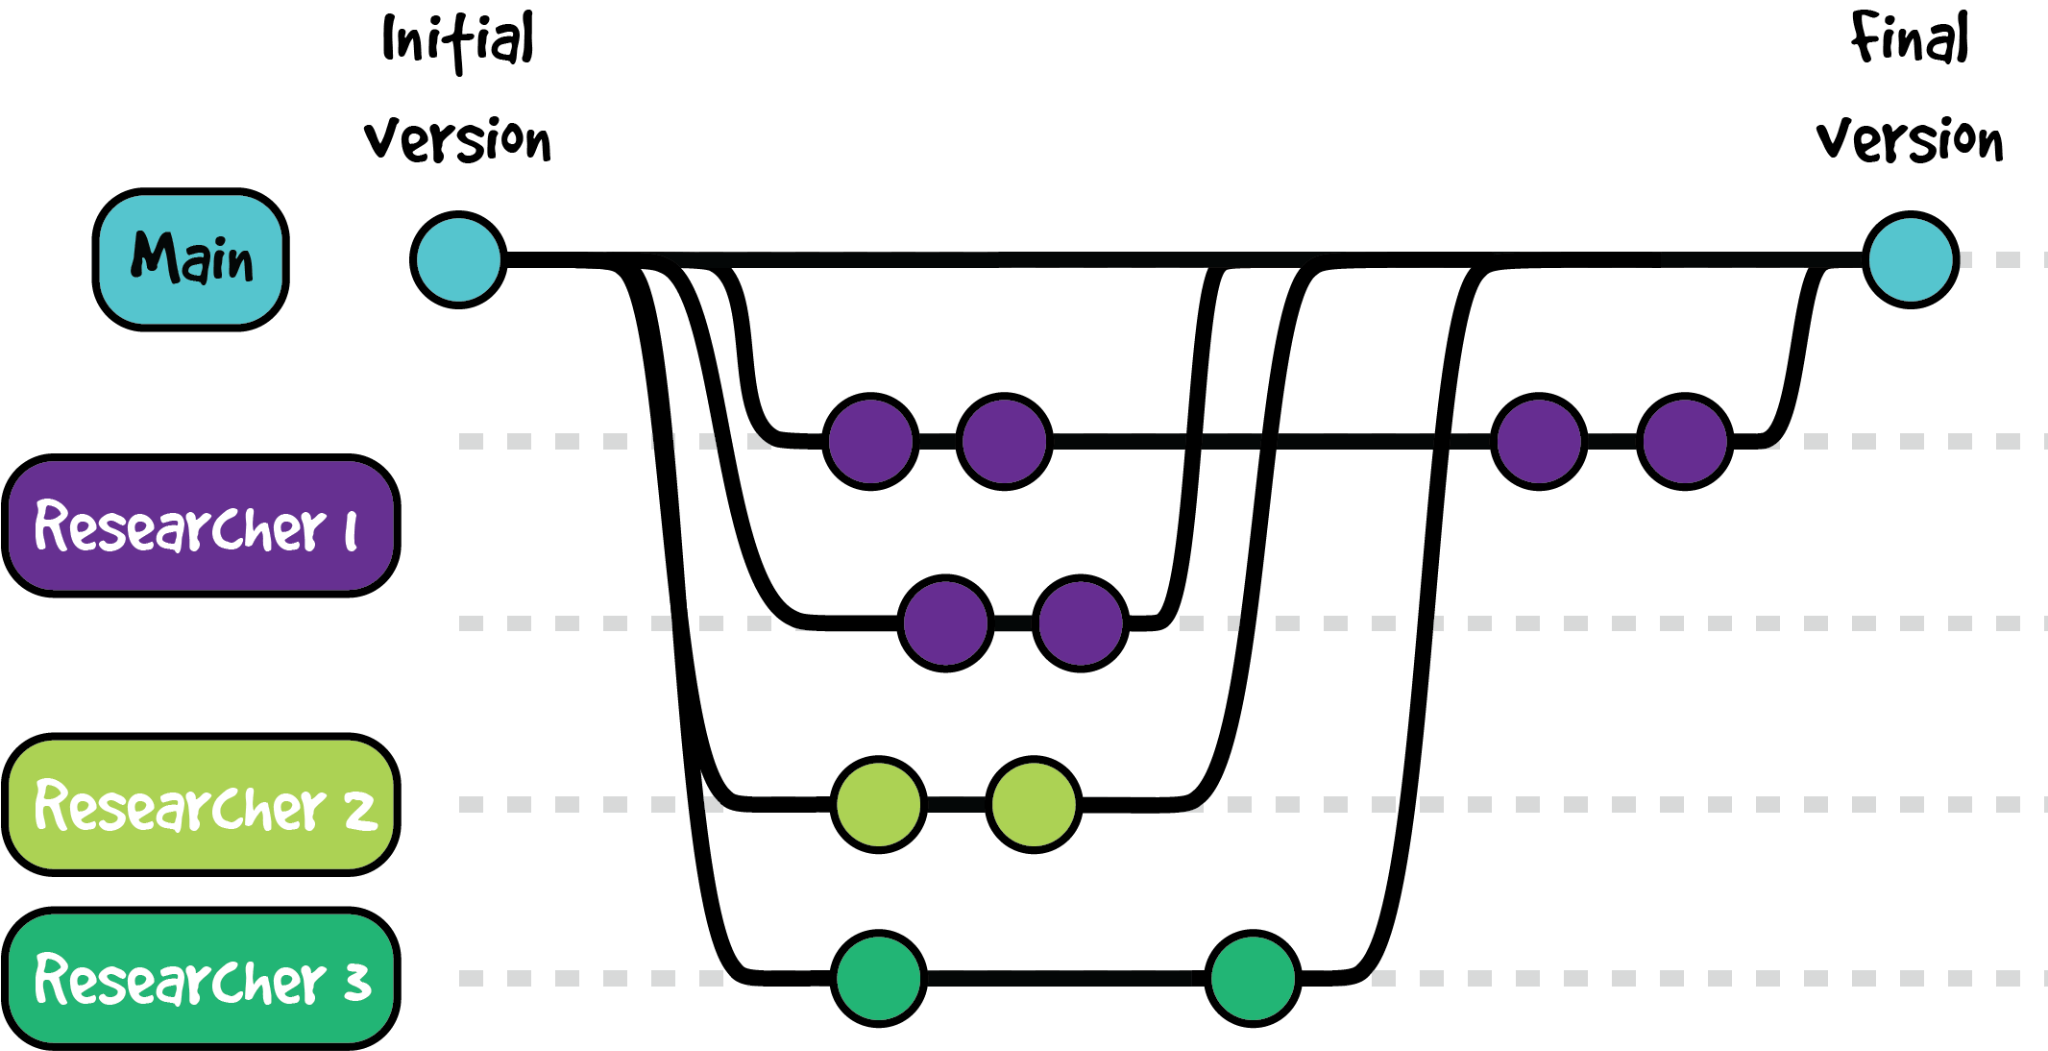 Initial
version
Final
version
Main
Researcher 1
Researcher 2
Researcher 3